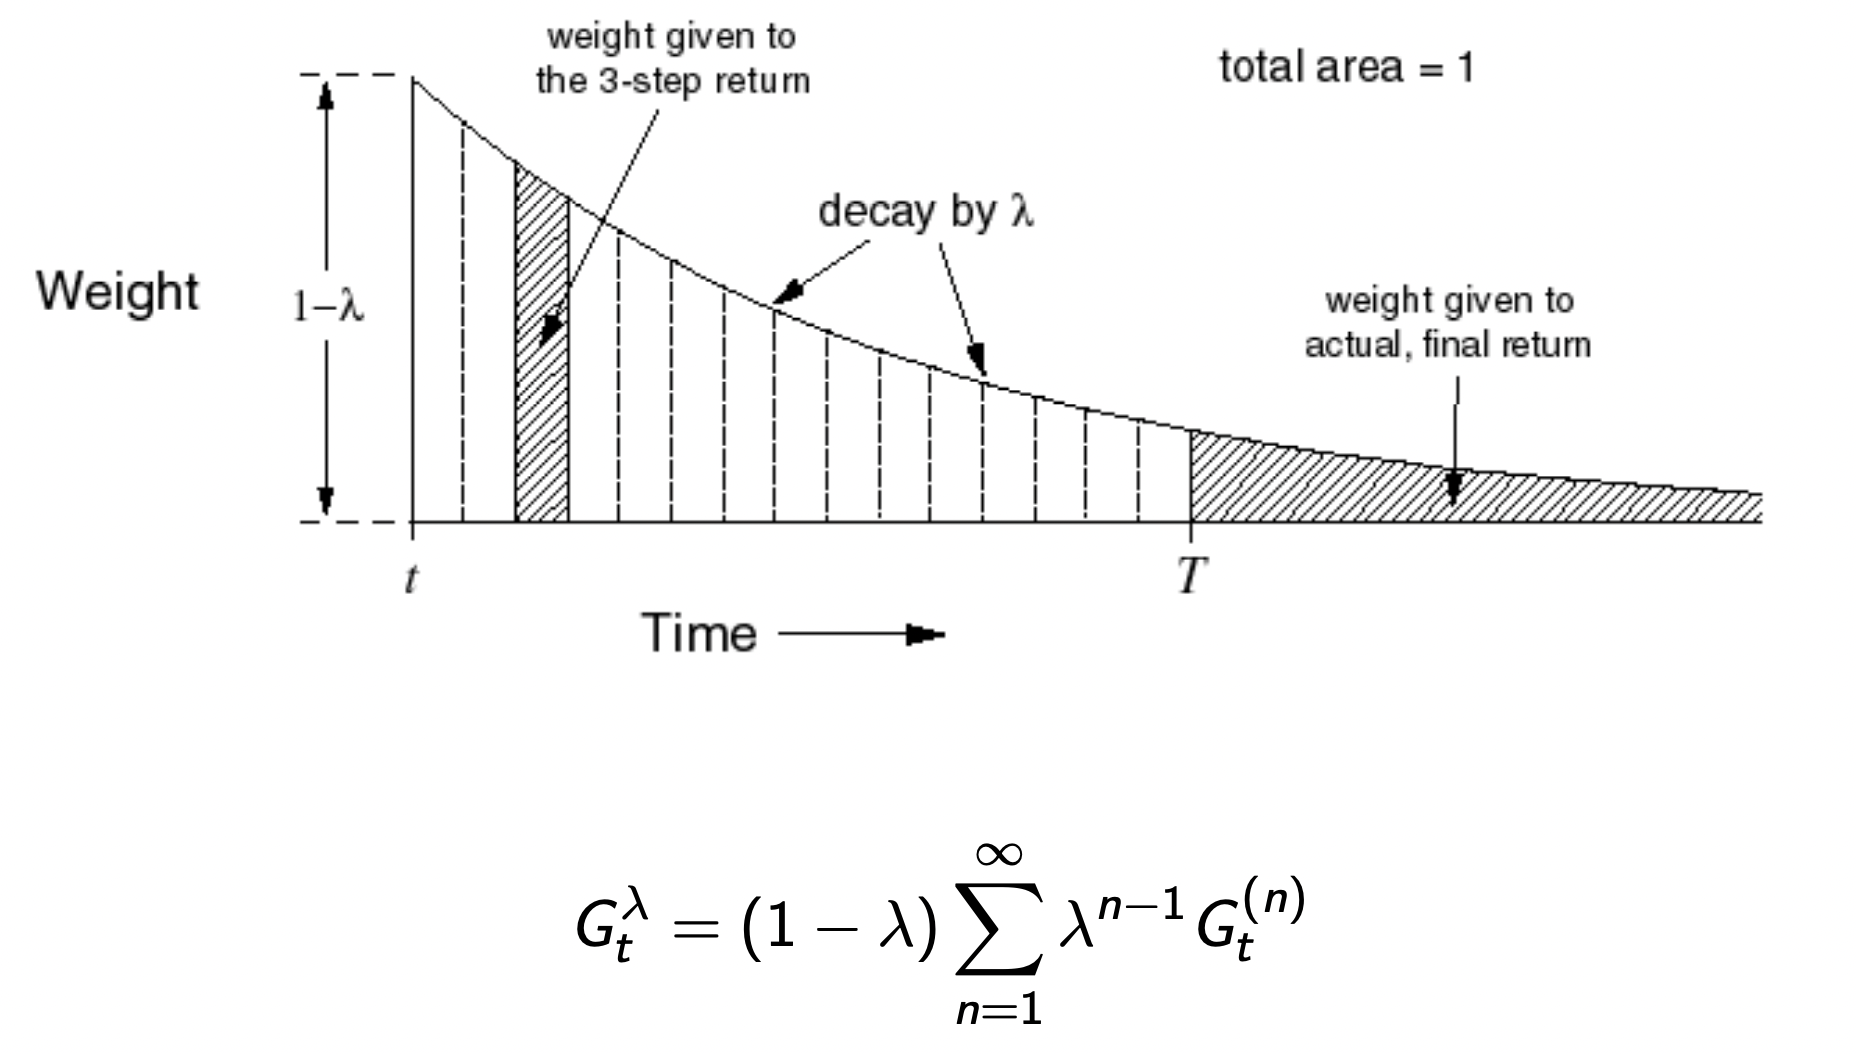 weight given to
the 3-step return
total area = 1
decay by λ
Weight
1−λ
weight given to
actual, final return
t
T
Time
G_t^λ = (1 − λ) ∑_{n=1}^{∞} λ^{n−1} G_t^{(n)}